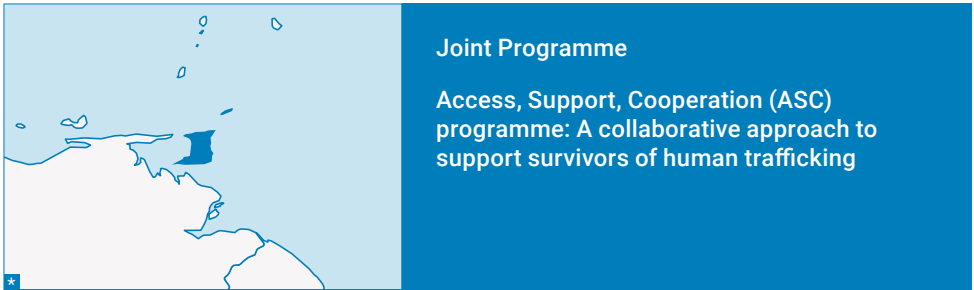 Joint Programme
Access, Support, Cooperation (ASC)
programme: A collaborative approach to
support survivors of human trafficking
*